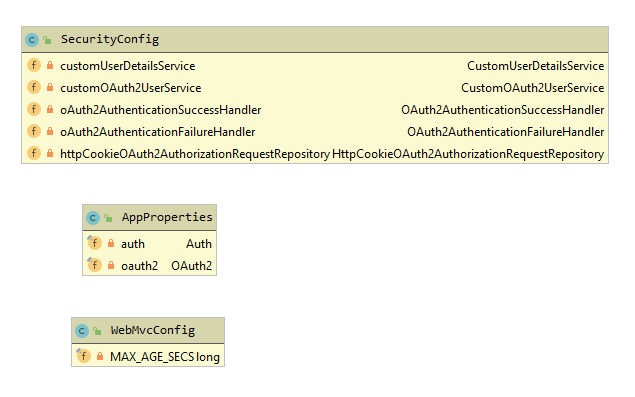 SecurityConfig
customUserDetailsService CustomUserDetailsService
customOAuth2UserService CustomOAuth2UserService
oAuth2AuthenticationSuccessHandler OAuth2AuthenticationSuccessHandler
oAuth2AuthenticationFailureHandler OAuth2AuthenticationFailureHandler
httpCookieOAuth2AuthorizationRequestRepository HttpCookieOAuth2AuthorizationRequestRepository
AppProperties
auth Auth
oauth2 OAuth2
WebMvcConfig
MAX_AGE_SECS long